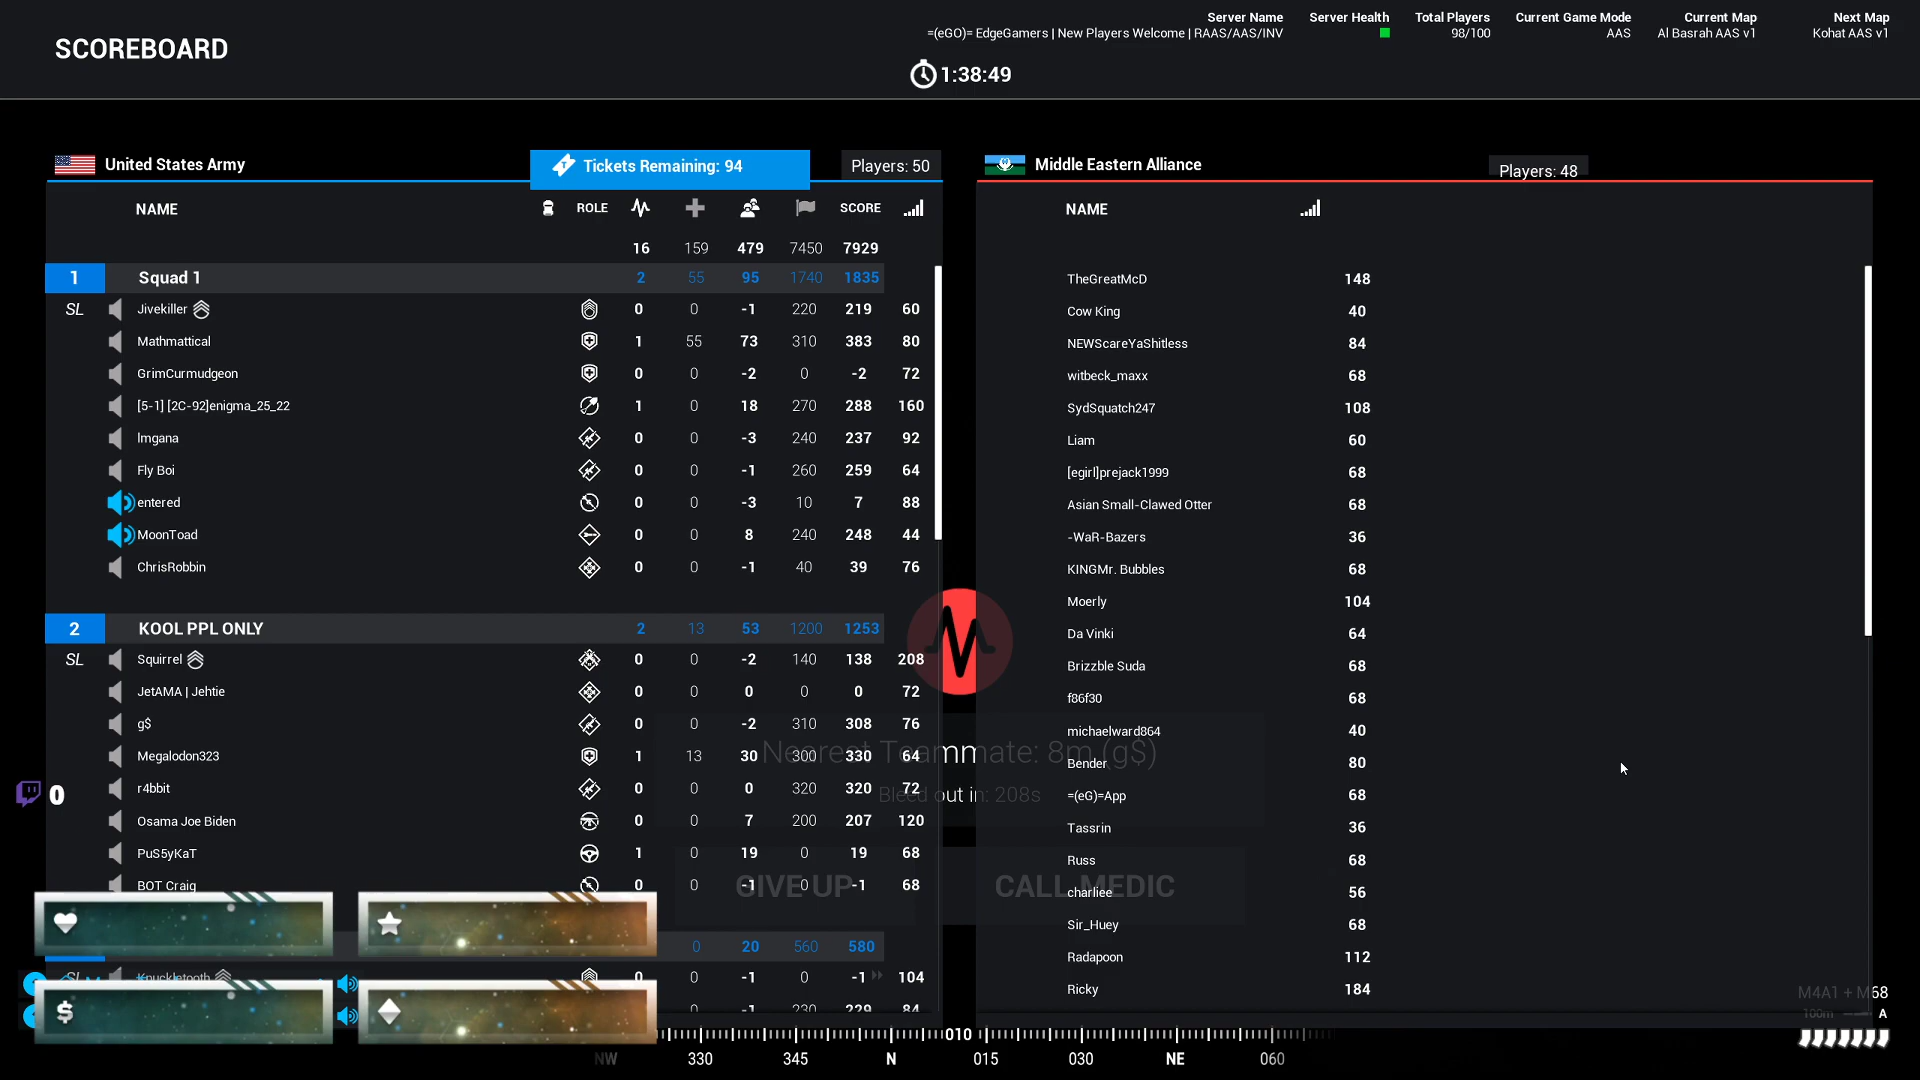 SCOREBOARD
Server Name Server Health Total Players Current Game Mode Current Map Next Map
=(eGO)= EdgeGamers | New Players Welcome | RAAS/AAS/INV 98/100 AAS Al Basrah AAS v1 Kohat AAS v1
1:38:49
United States Army Tickets Remaining: 94 Players: 50
NAME ROLE SCORE
16 159 479 7450 7929
1 Squad 1 2 55 95 1740 1835
SL Jivekiller 0 0 -1 220 219 60
Mathmattical 1 55 73 310 383 80
GrimCurmudgeon 0 0 -2 0 -2 72
[5-1] [2C-92]enigma_25_22 1 0 18 270 288 160
lmgana 0 0 -3 240 237 92
Fly Boi 0 0 -1 260 259 64
entered 0 0 -3 10 7 88
MoonToad 0 0 8 240 248 44
ChrisRobbin 0 0 -1 40 39 76
2 KOOL PPL ONLY 2 13 53 1200 1253
SL Squirrel 0 0 -2 140 138 208
JetAMA | Jehtie 0 0 0 0 0 72
g$ 0 0 -2 310 308 76
Megalodon323 1 13 30 300 330 64
r4bbit 0 0 0 320 320 72
Osama Joe Biden 0 0 7 200 207 120
PuS5yKaT 1 0 19 0 19 68
BOT Craig 0 0 -1 0 -1 68
0 20 560 580
SL Knuckletooth 0 0 -1 0 -1 104
0 -1 230 229 84
Middle Eastern Alliance Players: 48
NAME
TheGreatMcD 148
Cow King 40
NEWScareYaShitless 84
witbeck_maxx 68
SydSquatch247 108
Liam 60
[egirl]prejack1999 68
Asian Small-Clawed Otter 68
-WaR-Bazers 36
KINGMr. Bubbles 68
Moerly 104
Da Vinki 64
Brizzble Suda 68
f86f30 68
michaelward864 40
Bender 80
=(eG)=App 68
Tassrin 36
Russ 68
charliee 56
Sir_Huey 68
Radapoon 112
Ricky 184
Nearest Teammate: 8m (g$)
Bleed out in: 208s
GIVE UP CALL MEDIC
0
$
M4A1 + M68
100m A
NW 330 345 N 010 015 030 NE 060